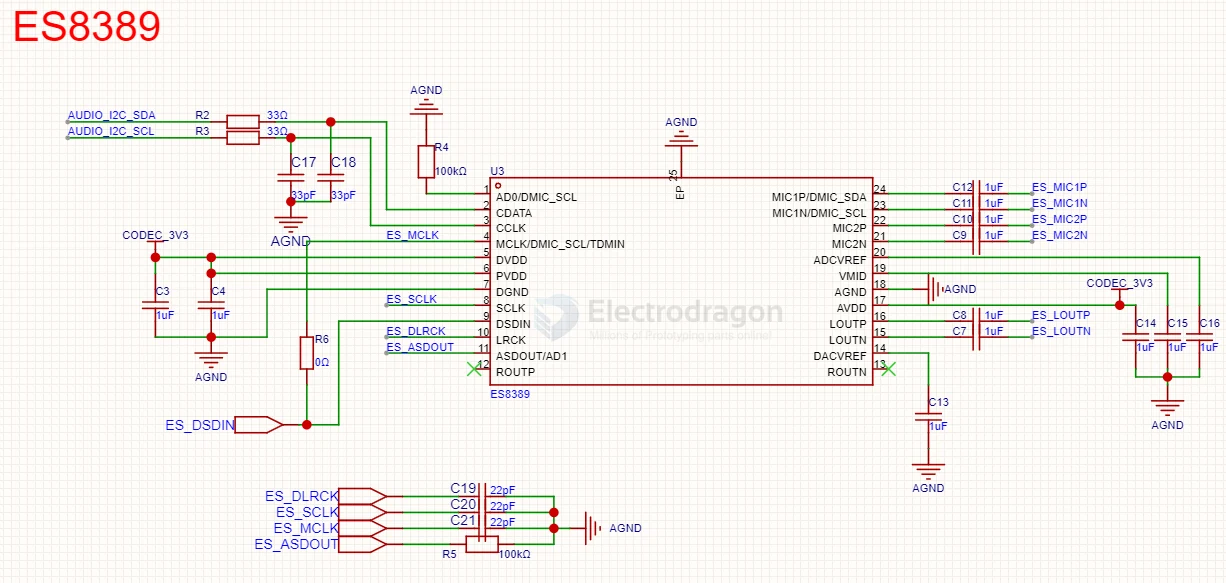 ES8389
AGND
AUDIO_I2C_SDA R2 33Ω
AUDIO_I2C_SCL R3 33Ω
C17 C18
33pF 33pF
AGND
R4
100kΩ
AGND
25
EP
U3
1 AD0/DMIC_SCL
2 CDATA
3 CCLK
ES_MCLK 4 MCLK/DMIC_SCL/TDMIN
5 DVDD
6 PVDD
7 DGND
ES_SCLK 8 SCLK
9 DSDIN
ES_DLRCK 10 LRCK
ES_ASDOUT 11 ASDOUT/AD1
12 ROUTP
MIC1P/DMIC_SDA 24 C12 1uF ES_MIC1P
MIC1N/DMIC_SCL 23 C11 1uF ES_MIC1N
MIC2P 22 C10 1uF ES_MIC2P
MIC2N 21 C9 1uF ES_MIC2N
ADCVREF 20
VMID 19
AGND 18 AGND
AVDD 17
LOUTP 16 C8 1uF ES_LOUTP
LOUTN 15 C7 1uF ES_LOUTN
DACVREF 14
ROUTN 13
ES8389
Electrodragon
CODEC_3V3
C3 C4
1uF 1uF
AGND
R6
0Ω
ES_DSDIN
CODEC_3V3
C14 C15 C16
1uF 1uF 1uF
AGND
C13
1uF
AGND
ES_DLRCK C19 22pF
ES_SCLK C20 22pF
ES_MCLK C21 22pF
AGND
ES_ASDOUT R5 100kΩ